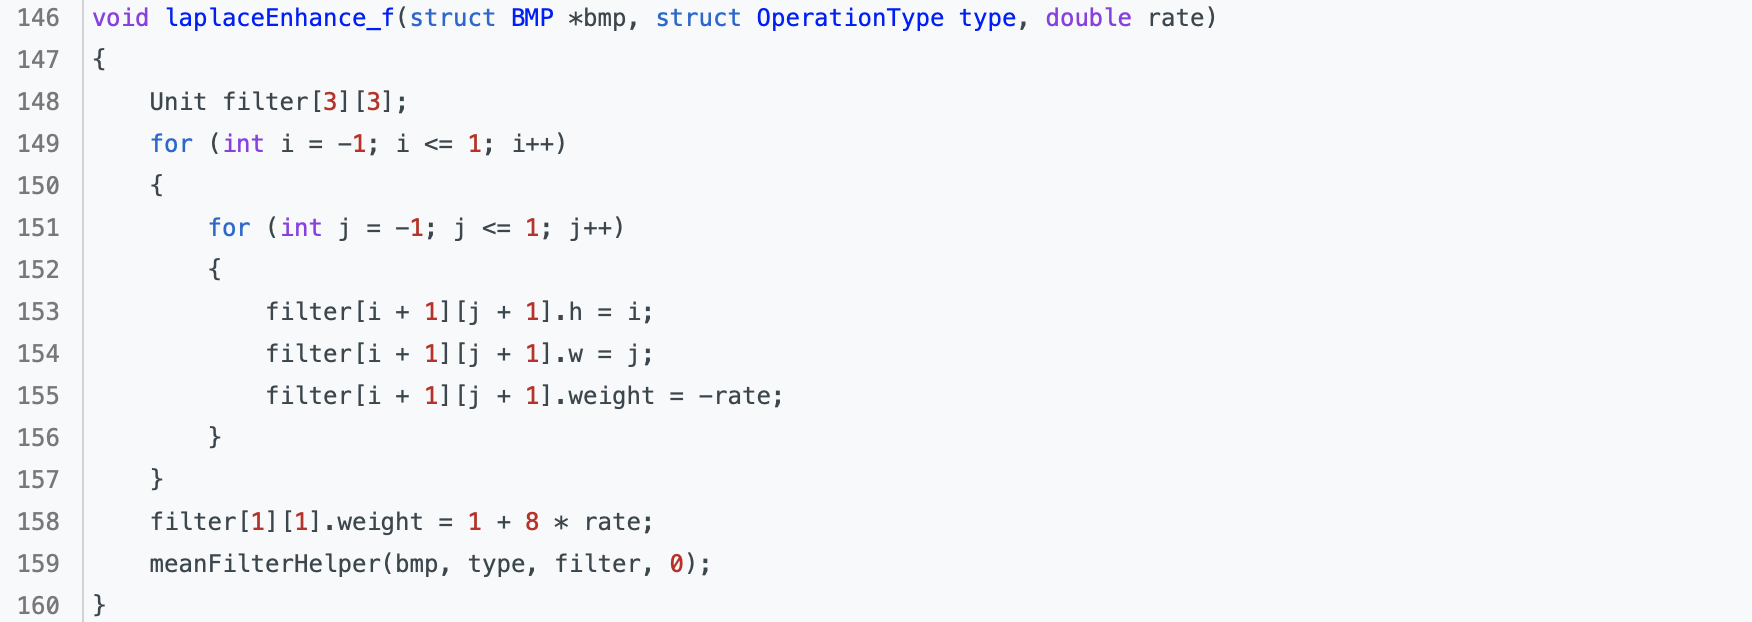 146 void laplaceEnhance_f(struct BMP *bmp, struct OperationType type, double rate)
147 {
148     Unit filter[3][3];
149     for (int i = -1; i <= 1; i++)
150     {
151         for (int j = -1; j <= 1; j++)
152         {
153             filter[i + 1][j + 1].h = i;
154             filter[i + 1][j + 1].w = j;
155             filter[i + 1][j + 1].weight = -rate;
156         }
157     }
158     filter[1][1].weight = 1 + 8 * rate;
159     meanFilterHelper(bmp, type, filter, 0);
160 }